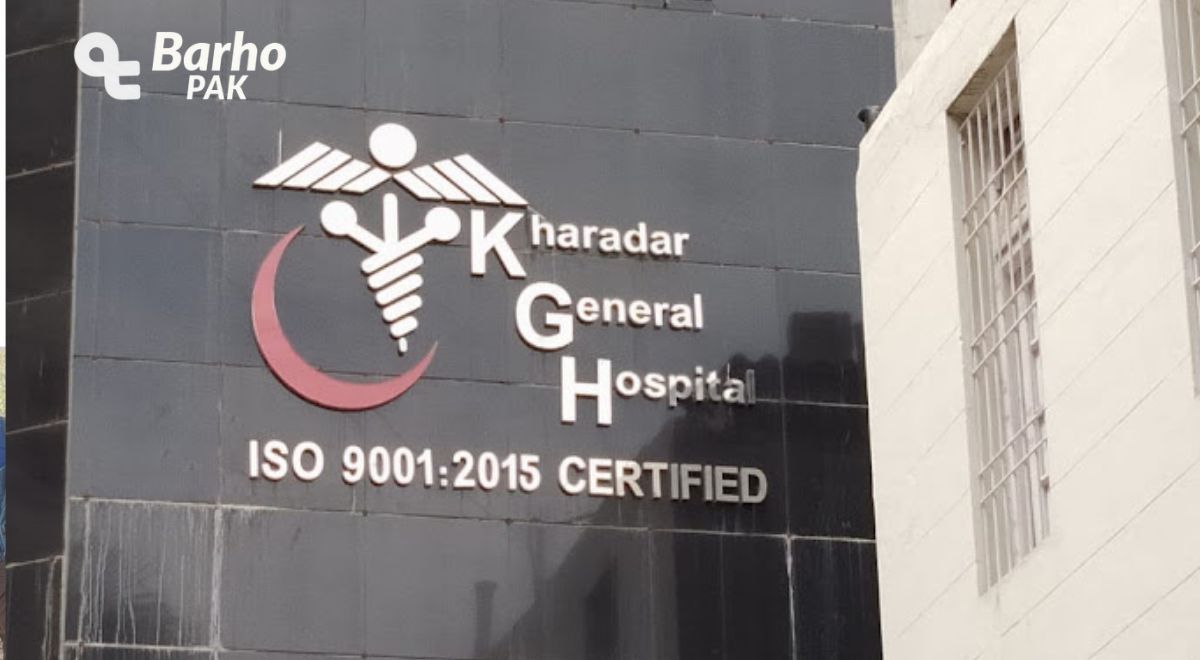 Barho
PAK
Kharadar
General
Hospital
ISO 9001:2015 CERTIFIED